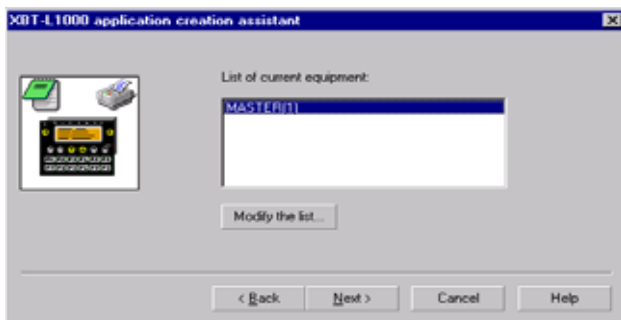 XBT-L1000 application creation assistant
List of current equipment:
MASTER(1)
Modify the list...
< Back
Next >
Cancel
Help